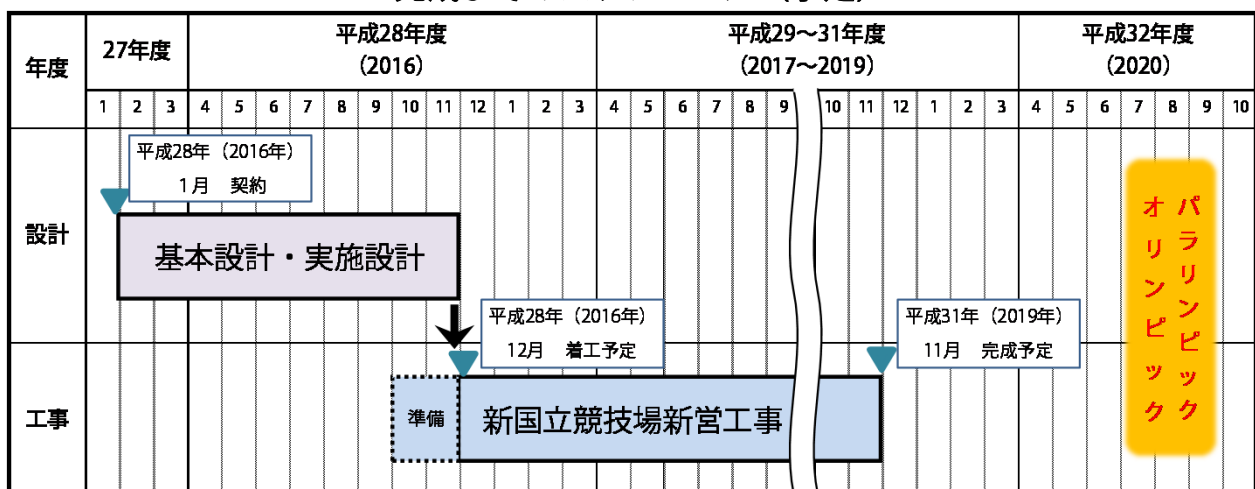 年度
27年度
平成28年度
(2016)
平成29〜31年度
(2017〜2019)
平成32年度
(2020)
1 2 3 4 5 6 7 8 9 10 11 12 1 2 3 4 5 6 7 8 9 10 11 12 1 2 3 4 5 6 7 8 9 10
設計
平成28年（2016年）
1月 契約
基本設計・実施設計
平成28年（2016年）
12月 着工予定
平成31年（2019年）
11月 完成予定
パラリンピック
オリンピック
工事
準備
新国立競技場新営工事